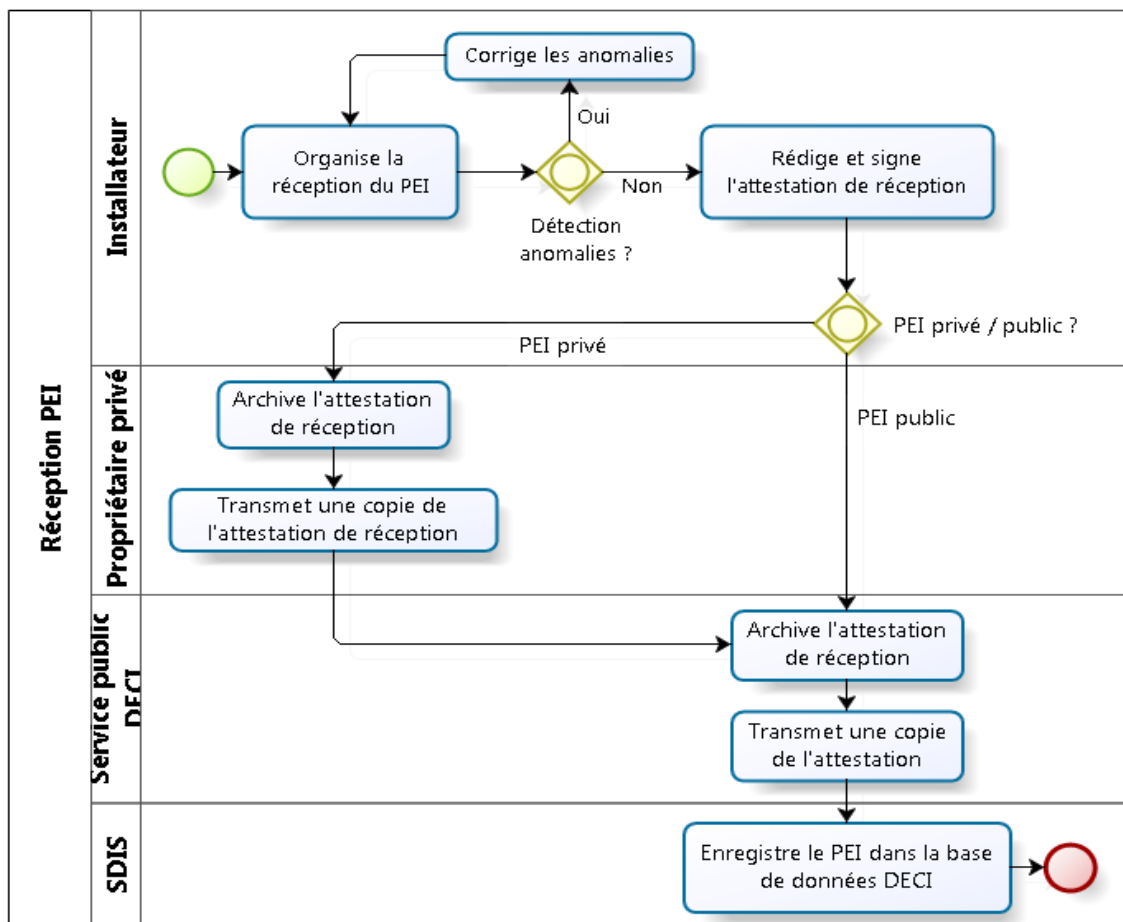 Réception PEI
Installateur
Corrige les anomalies
Oui
Organise la
réception du PEI
Non
Détection
anomalies ?
Rédige et signe
l'attestation de réception
PEI privé / public ?
PEI privé
PEI public
Propriétaire privé
Archive l'attestation
de réception
Transmet une copie de
l'attestation de réception
Service public
DECI
Archive l'attestation
de réception
Transmet une copie
de l'attestation
SDIS
Enregistre le PEI dans la base
de données DECI